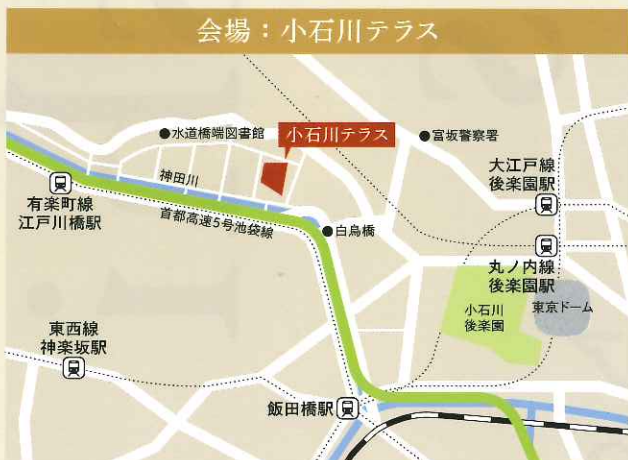 会場：小石川テラス
●水道橋端図書館
小石川テラス
●富坂警察署
大江戸線
後楽園駅
神田川
有楽町線
江戸川橋駅
首都高速5号池袋線
●白鳥橋
丸ノ内線
後楽園駅
小石川
後楽園
東京ドーム
東西線
神楽坂駅
飯田橋駅